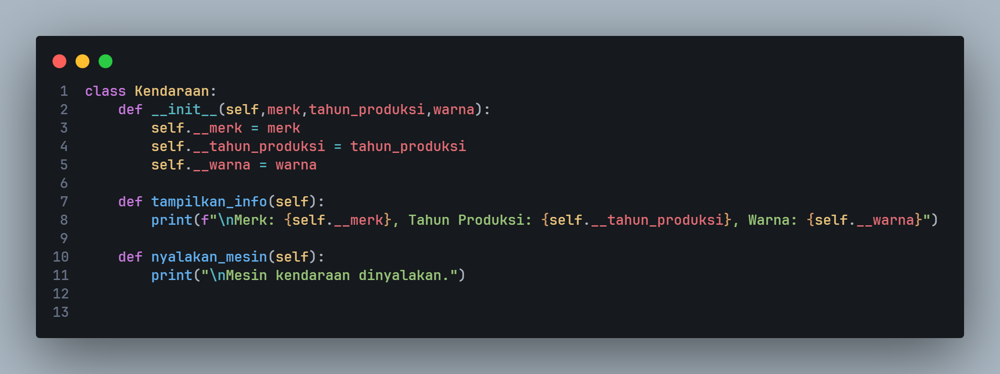 1 class Kendaraan:
2     def __init__(self,merk,tahun_produksi,warna):
3         self.__merk = merk
4         self.__tahun_produksi = tahun_produksi
5         self.__warna = warna
6
7     def tampilkan_info(self):
8         print(f"\nMerk: {self.__merk}, Tahun Produksi: {self.__tahun_produksi}, Warna: {self.__warna}")
9
10     def nyalakan_mesin(self):
11         print("\nMesin kendaraan dinyalakan.")
12
13